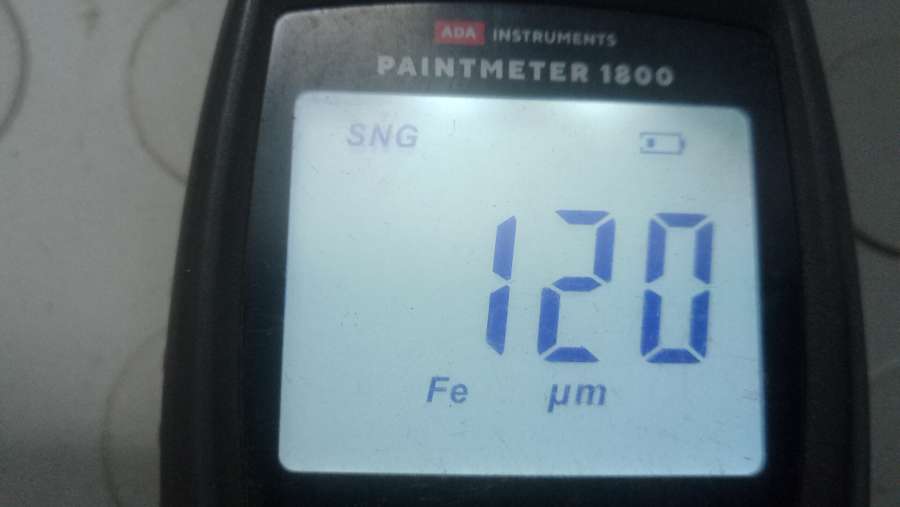 ADA INSTRUMENTS
PAINTMETER 1800
SNG
120
Fe µm